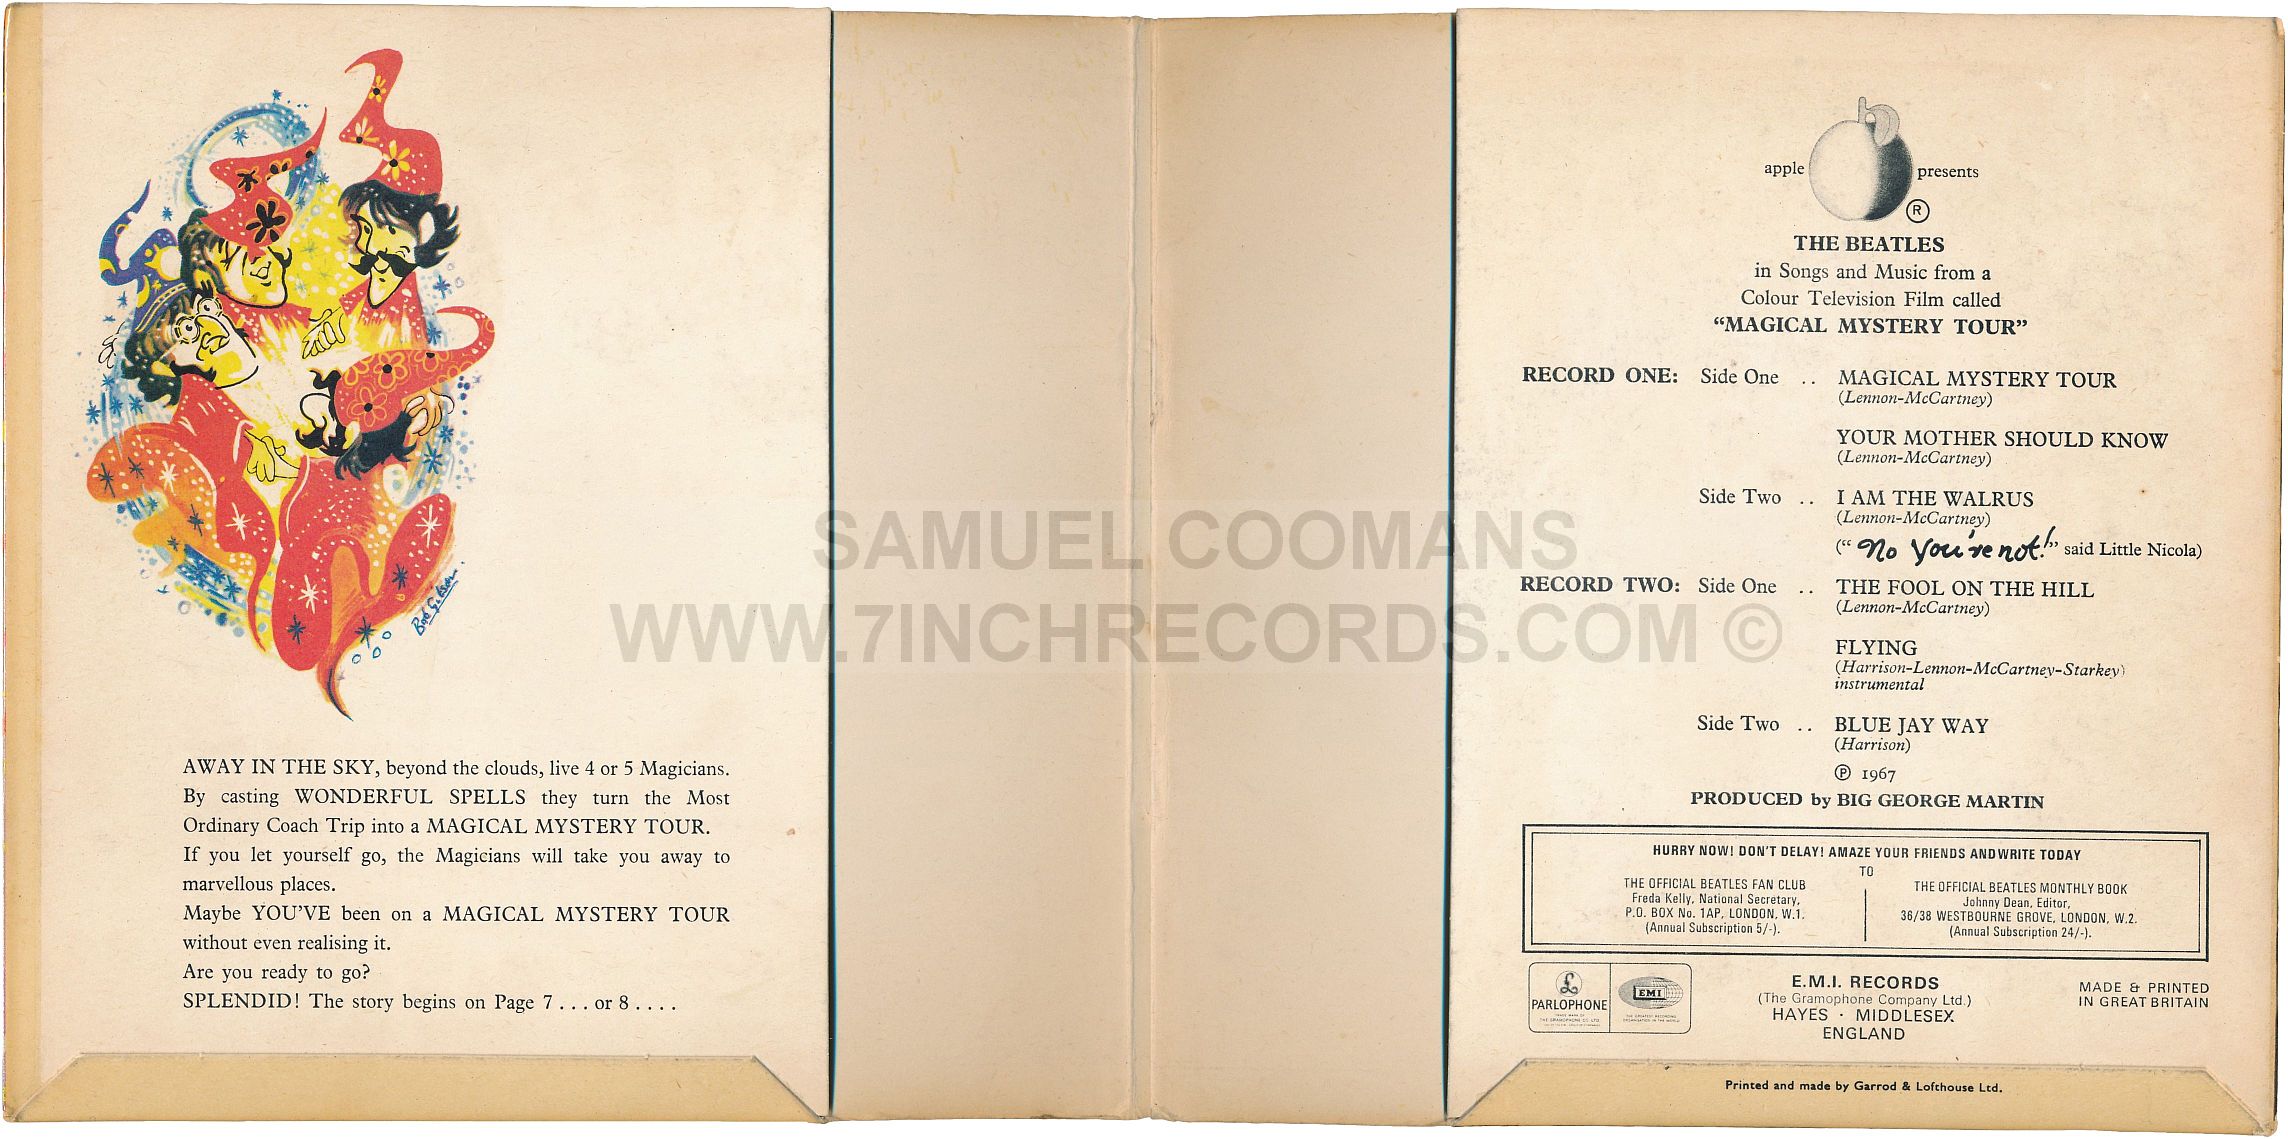 Bob Gibson.
AWAY IN THE SKY, beyond the clouds, live 4 or 5 Magicians.
By casting WONDERFUL SPELLS they turn the Most
Ordinary Coach Trip into a MAGICAL MYSTERY TOUR.
If you let yourself go, the Magicians will take you away to
marvellous places.
Maybe YOU'VE been on a MAGICAL MYSTERY TOUR
without even realising it.
Are you ready to go?
SPLENDID! The story begins on Page 7 . . . or 8 . . . .
SAMUEL COOMANS
WWW.7INCHRECORDS.COM ©
apple presents
®
THE BEATLES
in Songs and Music from a
Colour Television Film called
“MAGICAL MYSTERY TOUR”
RECORD ONE: Side One . . MAGICAL MYSTERY TOUR
(Lennon-McCartney)
YOUR MOTHER SHOULD KNOW
(Lennon-McCartney)
Side Two . . I AM THE WALRUS
(Lennon-McCartney)
(“ No You're not!” said Little Nicola)
RECORD TWO: Side One . . THE FOOL ON THE HILL
(Lennon-McCartney)
FLYING
(Harrison-Lennon-McCartney-Starkey)
instrumental
Side Two . . BLUE JAY WAY
(Harrison)
℗ 1967
PRODUCED by BIG GEORGE MARTIN
HURRY NOW! DON'T DELAY! AMAZE YOUR FRIENDS ANDWRITE TODAY
TO
THE OFFICIAL BEATLES FAN CLUB
Freda Kelly, National Secretary,
P.O. BOX No. 1AP, LONDON, W.1.
(Annual Subscription 5/-).
THE OFFICIAL BEATLES MONTHLY BOOK
Johnny Dean, Editor,
36/38 WESTBOURNE GROVE, LONDON, W.2.
(Annual Subscription 24/-).
£
PARLOPHONE
EMI
E.M.I. RECORDS
(The Gramophone Company Ltd.)
HAYES · MIDDLESEX
ENGLAND
MADE & PRINTED
IN GREAT BRITAIN
Printed and made by Garrod & Lofthouse Ltd.